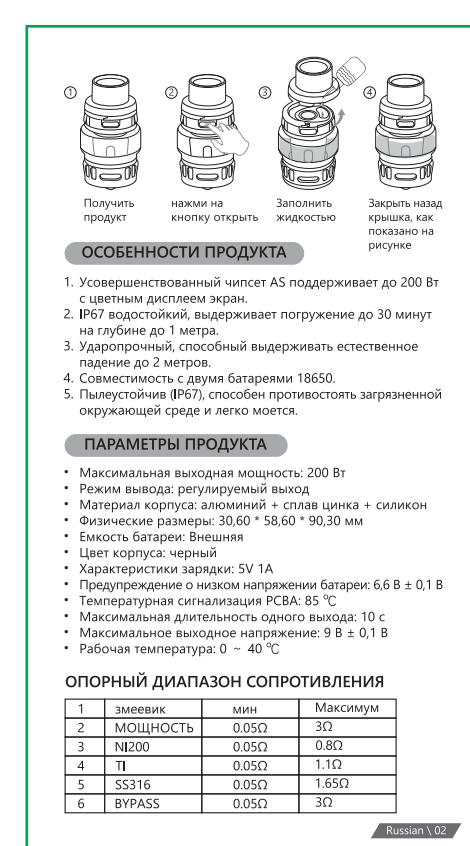 ① ② ③ ④
Получить продукт
нажми на кнопку открыть
Заполнить жидкостью
Закрыть назад крышка, как показано на рисунке
ОСОБЕННОСТИ ПРОДУКТА
1. Усовершенствованный чипсет AS поддерживает до 200 Вт
с цветным дисплеем экран.
2. IP67 водостойкий, выдерживает погружение до 30 минут
на глубине до 1 метра.
3. Ударопрочный, способный выдерживать естественное
падение до 2 метров.
4. Совместимость с двумя батареями 18650.
5. Пылеустойчив (IP67), способен противостоять загрязненной
окружающей среде и легко моется.
ПАРАМЕТРЫ ПРОДУКТА
• Максимальная выходная мощность: 200 Вт
• Режим вывода: регулируемый выход
• Материал корпуса: алюминий + сплав цинка + силикон
• Физические размеры: 30,60 * 58,60 * 90,30 мм
• Емкость батареи: Внешняя
• Цвет корпуса: черный
• Характеристики зарядки: 5V 1A
• Предупреждение о низком напряжении батареи: 6,6 В ± 0,1 В
• Температурная сигнализация PCBA: 85 ℃
• Максимальная длительность одного выхода: 10 с
• Максимальное выходное напряжение: 9 В ± 0,1 В
• Рабочая температура: 0 ~ 40 ℃
ОПОРНЫЙ ДИАПАЗОН СОПРОТИВЛЕНИЯ
1 змеевик мин Максимум
2 МОЩНОСТЬ 0.05Ω 3Ω
3 NI200 0.05Ω 0.8Ω
4 TI 0.05Ω 1.1Ω
5 SS316 0.05Ω 1.65Ω
6 BYPASS 0.05Ω 3Ω
Russian \ 02